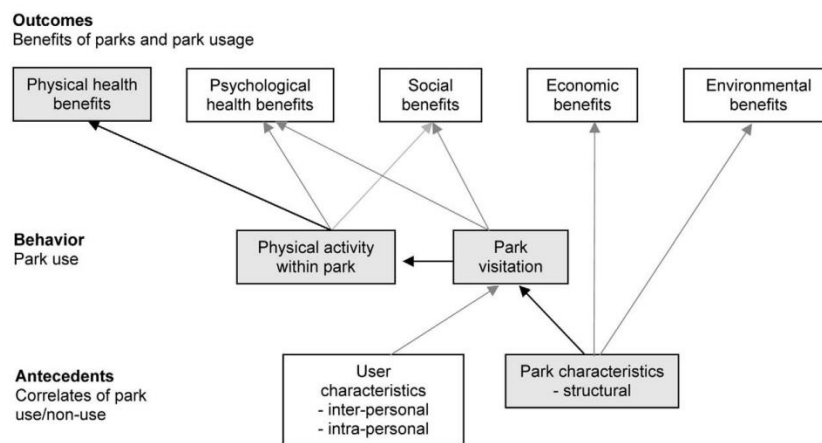 Outcomes
Benefits of parks and park usage
Physical health
benefits
Psychological
health benefits
Social
benefits
Economic
benefits
Environmental
benefits
Behavior
Park use
Physical activity
within park
Park
visitation
Antecedents
Correlates of park
use/non-use
User
characteristics
- inter-personal
- intra-personal
Park characteristics
- structural